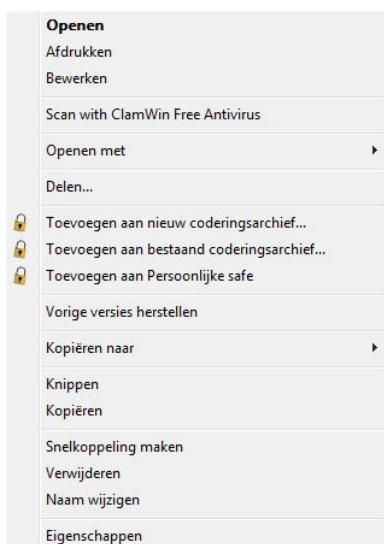 Openen
Afdrukken
Bewerken
Scan with ClamWin Free Antivirus
Openen met
Delen...
Toevoegen aan nieuw coderingsarchief...
Toevoegen aan bestaand coderingsarchief...
Toevoegen aan Persoonlijke safe
Vorige versies herstellen
Kopiëren naar
Knippen
Kopiëren
Snelkoppeling maken
Verwijderen
Naam wijzigen
Eigenschappen